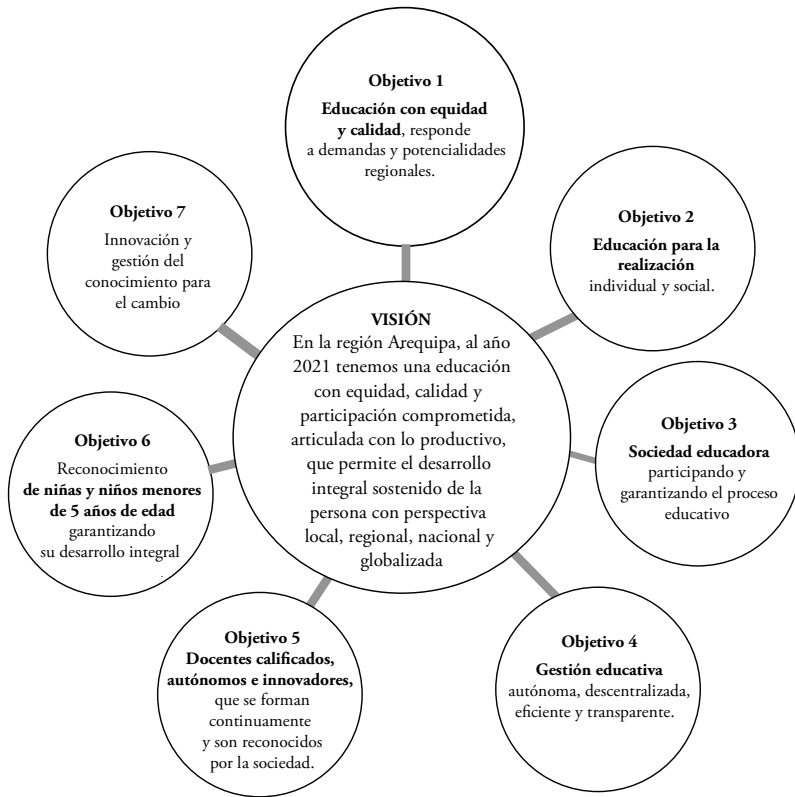 Objetivo 1
Educación con equidad
y calidad, responde
a demandas y potencialidades
regionales.
Objetivo 2
Educación para la
realización
individual y social.
Objetivo 3
Sociedad educadora
participando y
garantizando el proceso
educativo
Objetivo 4
Gestión educativa
autónoma, descentralizada,
eficiente y transparente.
Objetivo 5
Docentes calificados,
autónomos e innovadores,
que se forman
continuamente
y son reconocidos
por la sociedad.
Objetivo 6
Reconocimiento
de niñas y niños menores
de 5 años de edad
garantizando
su desarrollo integral
Objetivo 7
Innovación y
gestión del
conocimiento para
el cambio
VISIÓN
En la región Arequipa, al año
2021 tenemos una educación
con equidad, calidad y
participación comprometida,
articulada con lo productivo,
que permite el desarrollo
integral sostenido de la
persona con perspectiva
local, regional, nacional y
globalizada